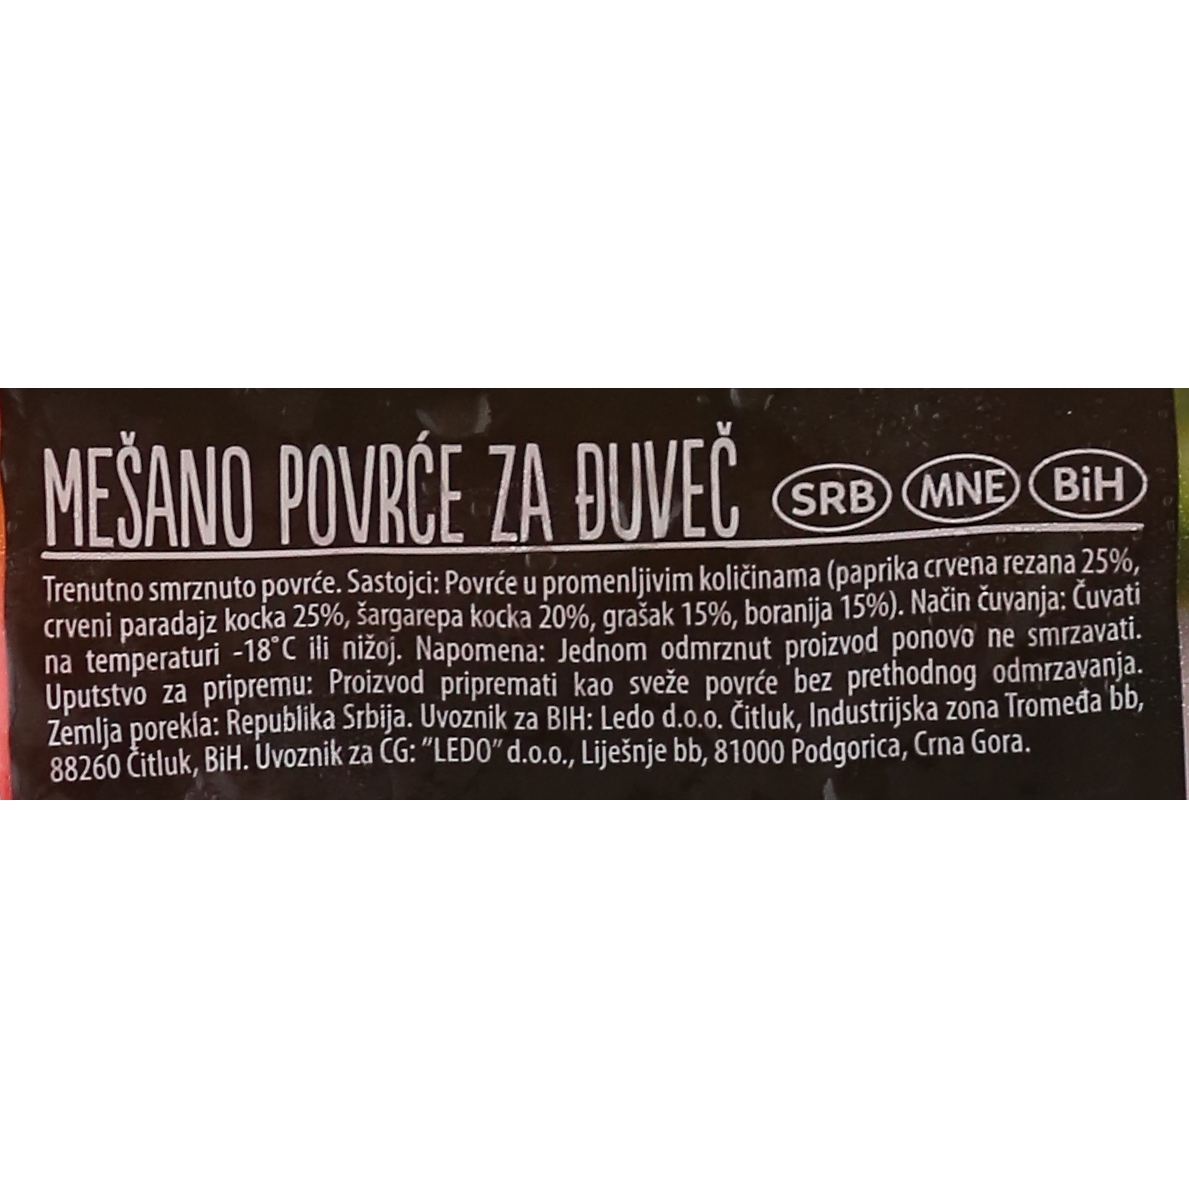 MEŠANO POVRĆE ZA ĐUVEČ SRB MNE BiH
Trenutno smrznuto povrće. Sastojci: Povrće u promenljivim količinama (paprika crvena rezana 25%,
crveni paradajz kocka 25%, šargarepa kocka 20%, grašak 15%, boranija 15%). Način čuvanja: Čuvati
na temperaturi -18°C ili nižoj. Napomena: Jednom odmrznut proizvod ponovo ne smrzavati.
Uputstvo za pripremu: Proizvod pripremati kao sveže povrće bez prethodnog odmrzavanja.
Zemlja porekla: Republika Srbija. Uvoznik za BIH: Ledo d.o.o. Čitluk, Industrijska zona Tromeđa bb,
88260 Čitluk, BiH. Uvoznik za CG: "LEDO" d.o.o., Liješnje bb, 81000 Podgorica, Crna Gora.